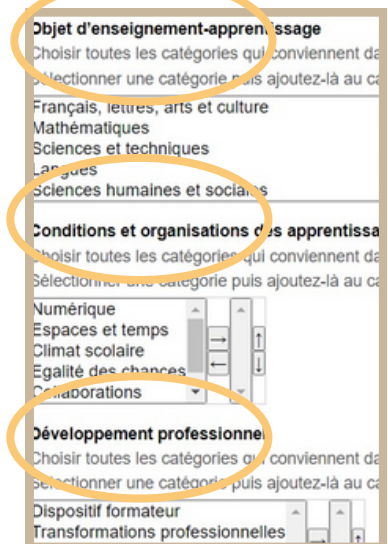 Objet d'enseignement-apprentissage
Choisir toutes les catégories qui conviennent da
Sélectionner une catégorie puis ajoutez-là au ca
Français, lettres, arts et culture
Mathématiques
Sciences et techniques
Langues
Sciences humaines et sociales
Conditions et organisations des apprentissa
Choisir toutes les catégories qui conviennent da
Sélectionner une catégorie puis ajoutez-là au ca
Numérique
Espaces et temps
Climat scolaire
Egalité des chances
Collaborations
Développement professionnel
Choisir toutes les catégories qui conviennent da
Sélectionner une catégorie puis ajoutez-là au ca
Dispositif formateur
Transformations professionnelles